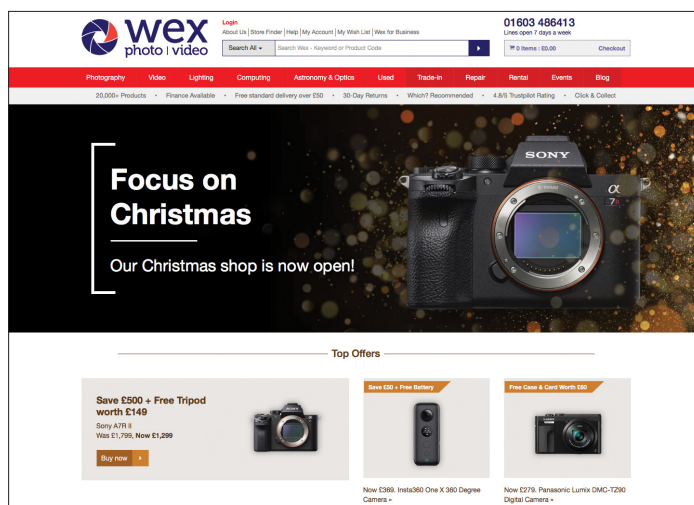 wex
photo | video
Login
About Us | Store Finder | Help | My Account | My Wish List | Wex for Business
Search All
Search Wex - Keyword or Product Code
01603 486413
Lines open 7 days a week
0 Items : £0.00 Checkout
Photography Video Lighting Computing Astronomy & Optics Used Trade-In Repair Rental Events Blog
20,000+ Products • Finance Available • Free standard delivery over £50 • 30-Day Returns • Which? Recommended • 4.8/5 Trustpilot Rating • Click & Collect
Focus on
Christmas
Our Christmas shop is now open!
SONY
α
7R
Top Offers
Save £500 + Free Tripod
worth £149
Sony A7R II
Was £1,799, Now £1,299
Buy now
SONY
Save £50 + Free Battery
Now £369. Insta360 One X 360 Degree
Camera »
Free Case & Card Worth £60
Now £279. Panasonic Lumix DMC-TZ90
Digital Camera »